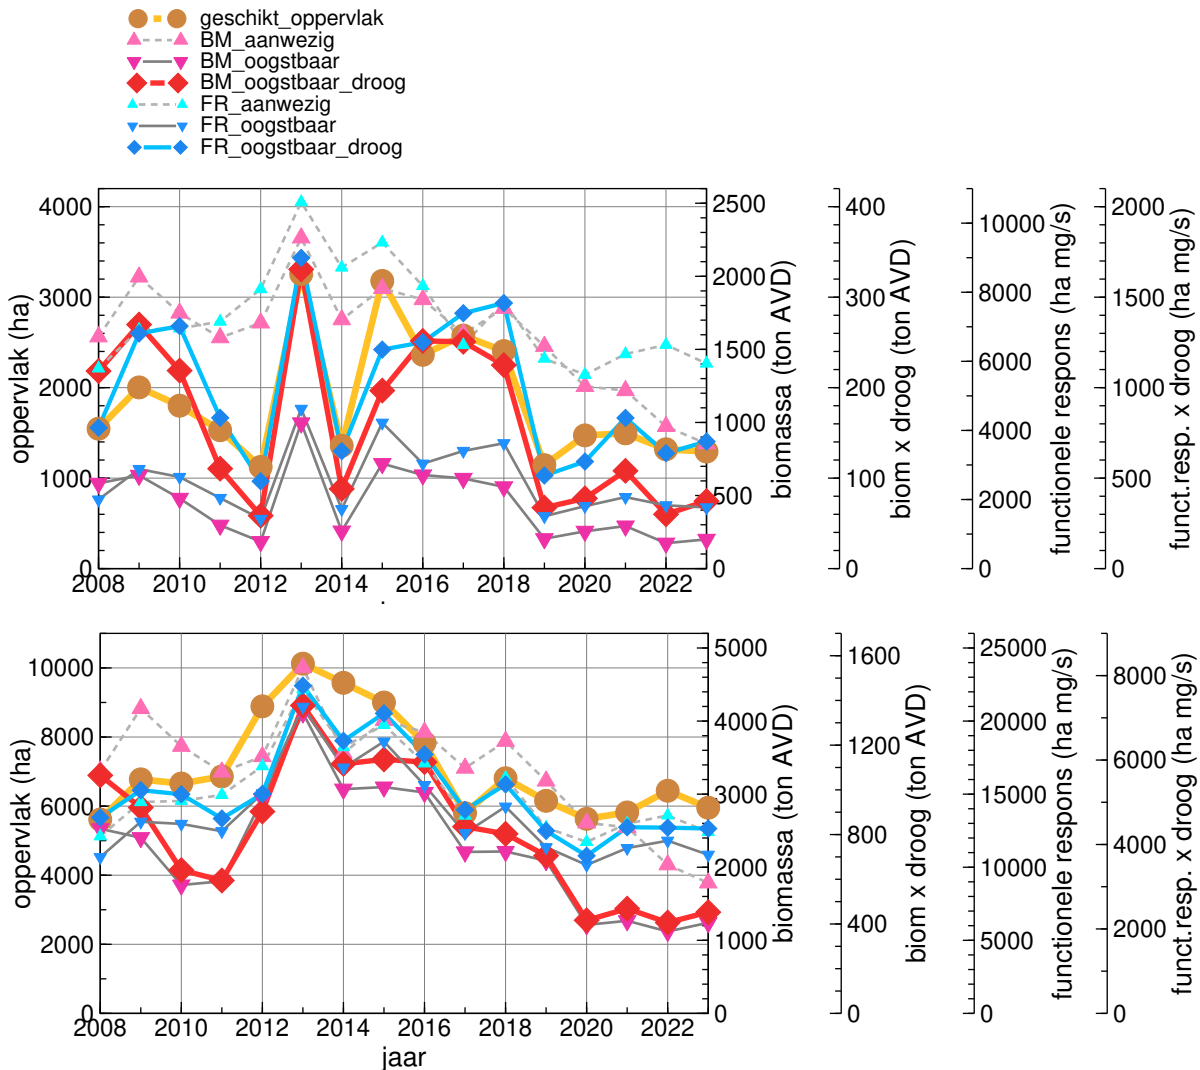 geschikt_oppervlak
BM_aanwezig
BM_oogstbaar
BM_oogstbaar_droog
FR_aanwezig
FR_oogstbaar
FR_oogstbaar_droog
oppervlak (ha)
4000
3000
2000
1000
0
2500
2000
1500
1000
500
0
biomassa (ton AVD)
400
300
200
100
0
biom x droog (ton AVD)
10000
8000
6000
4000
2000
0
functionele respons (ha mg/s)
2000
1500
1000
500
0
funct.resp. x droog (ha mg/s)
2008 2010 2012 2014 2016 2018 2020 2022
oppervlak (ha)
10000
8000
6000
4000
2000
0
5000
4000
3000
2000
1000
0
biomassa (ton AVD)
1600
1200
800
400
0
biom x droog (ton AVD)
25000
20000
15000
10000
5000
0
functionele respons (ha mg/s)
8000
6000
4000
2000
0
funct.resp. x droog (ha mg/s)
2008 2010 2012 2014 2016 2018 2020 2022
jaar